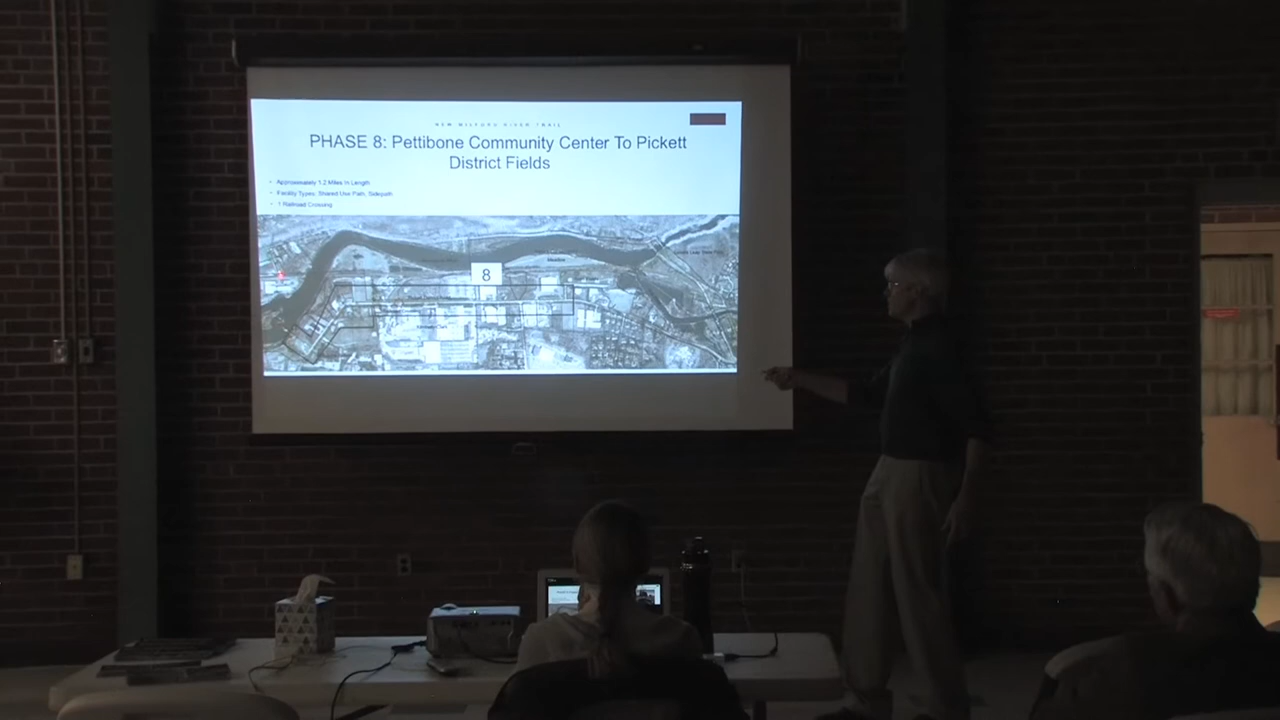 NEW MILFORD RIVER TRAIL
PHASE 8: Pettibone Community Center To Pickett
District Fields
• Approximately 1.2 Miles In Length
• Facility Types: Shared Use Path, Sidepath
• 1 Railroad Crossing
8